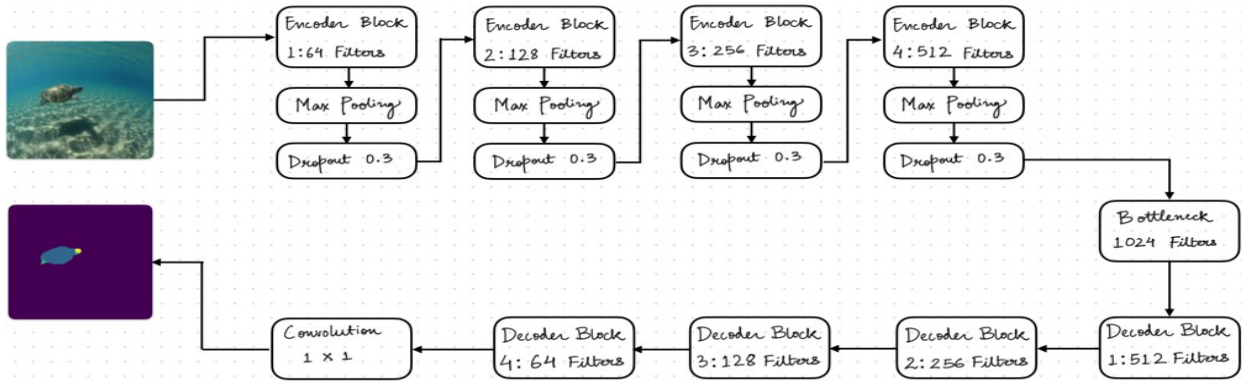 Encoder Block
1:64 Filters
Max Pooling
Dropout 0.3
Encoder Block
2:128 Filters
Max Pooling
Dropout 0.3
Encoder Block
3:256 Filters
Max Pooling
Dropout 0.3
Encoder Block
4:512 Filters
Max Pooling
Dropout 0.3
Bottleneck
1024 Filters
Decoder Block
1:512 Filters
Decoder Block
2:256 Filters
Decoder Block
3:128 Filters
Decoder Block
4: 64 Filters
Convolution
1 x 1